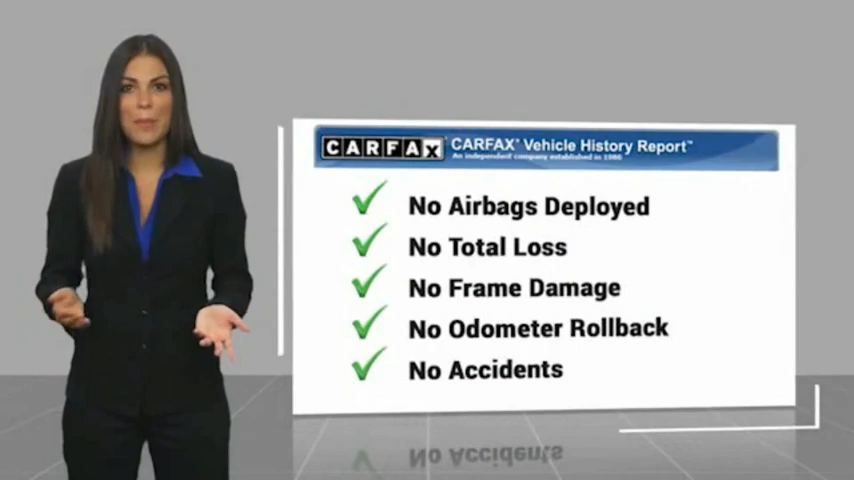 CARFAX CARFAX® Vehicle History Report™
An independent company established in 1986
No Airbags Deployed
No Total Loss
No Frame Damage
No Odometer Rollback
No Accidents
No Accidents